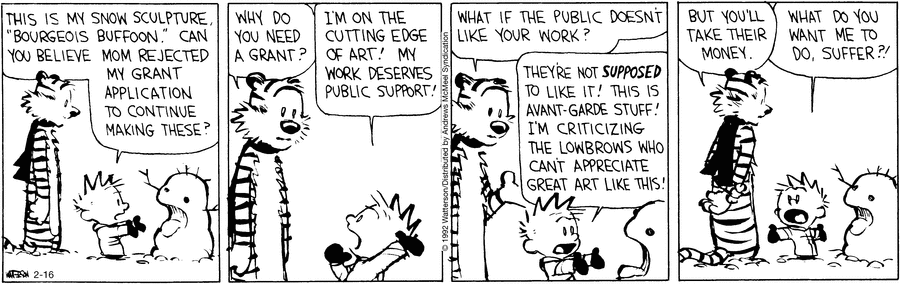 THIS IS MY SNOW SCULPTURE,
"BOURGEOIS BUFFOON." CAN
YOU BELIEVE MOM REJECTED
MY GRANT
APPLICATION
TO CONTINUE
MAKING THESE?
WHY DO
YOU NEED
A GRANT?
I'M ON THE
CUTTING EDGE
OF ART! MY
WORK DESERVES
PUBLIC SUPPORT!
WHAT IF THE PUBLIC DOESN'T
LIKE YOUR WORK?
THEY'RE NOT SUPPOSED
TO LIKE IT! THIS IS
AVANT-GARDE STUFF!
I'M CRITICIZING
THE LOWBROWS WHO
CAN'T APPRECIATE
GREAT ART LIKE THIS!
BUT YOU'LL
TAKE THEIR
MONEY.
WHAT DO YOU
WANT ME TO
DO, SUFFER?!
© 1992 Watterson/Distributed by Andrews McMeel Syndication
WATTERSON 2-16